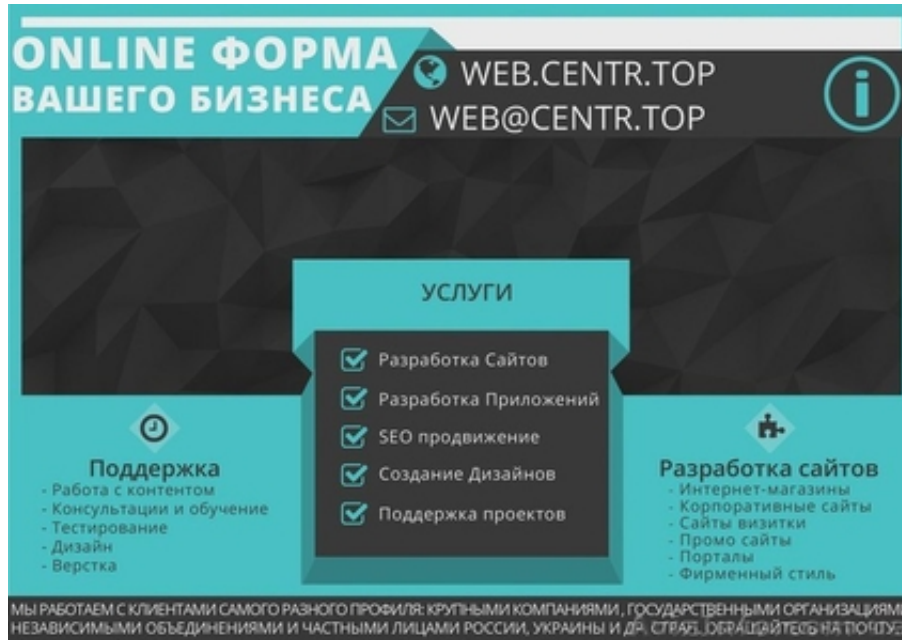 ONLINE ФОРМА
ВАШЕГО БИЗНЕСА
WEB.CENTR.TOP
WEB@CENTR.TOP
УСЛУГИ
Разработка Сайтов
Разработка Приложений
SEO продвижение
Создание Дизайнов
Поддержка проектов
Поддержка
- Работа с контентом
- Консультации и обучение
- Тестирование
- Дизайн
- Верстка
Разработка сайтов
- Интернет-магазины
- Корпоративные сайты
- Сайты визитки
- Промо сайты
- Порталы
- Фирменный стиль
МЫ РАБОТАЕМ С КЛИЕНТАМИ САМОГО РАЗНОГО ПРОФИЛЯ: КРУПНЫМИ КОМПАНИЯМИ , ГОСУДАРСТВЕННЫМИ ОРГАНИЗАЦИЯМИ
НЕЗАВИСИМЫМИ ОБЪЕДИНЕНИЯМИ И ЧАСТНЫМИ ЛИЦАМИ РОССИИ, УКРАИНЫ И ДР. СТРАН. ОБРАЩАЙТЕСЬ НА ПОЧТУ